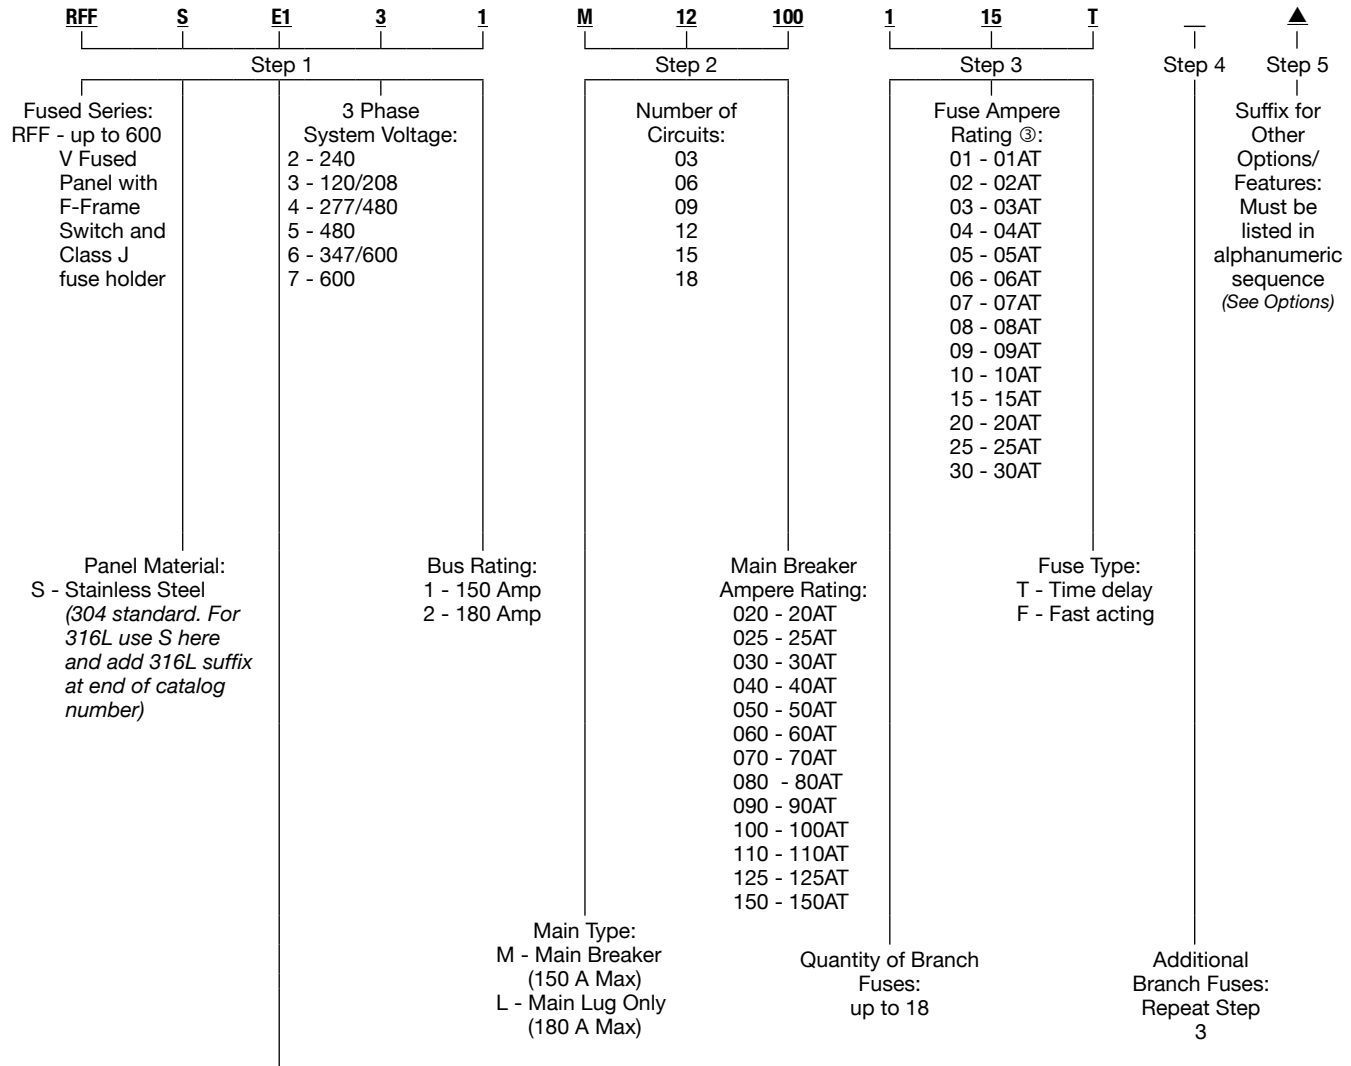 RFF S E1 3 1 M 12 100 1 15 T __ ▲
Step 1 Step 2 Step 3 Step 4 Step 5
Fused Series:
RFF - up to 600
V Fused
Panel with
F-Frame
Switch and
Class J
fuse holder
3 Phase
System Voltage:
2 - 240
3 - 120/208
4 - 277/480
5 - 480
6 - 347/600
7 - 600
Number of
Circuits:
03
06
09
12
15
18
Fuse Ampere
Rating ③:
01 - 01AT
02 - 02AT
03 - 03AT
04 - 04AT
05 - 05AT
06 - 06AT
07 - 07AT
08 - 08AT
09 - 09AT
10 - 10AT
15 - 15AT
20 - 20AT
25 - 25AT
30 - 30AT
Suffix for
Other
Options/
Features:
Must be
listed in
alphanumeric
sequence
(See Options)
Panel Material:
S - Stainless Steel
(304 standard. For
316L use S here
and add 316L suffix
at end of catalog
number)
Bus Rating:
1 - 150 Amp
2 - 180 Amp
Main Breaker
Ampere Rating:
020 - 20AT
025 - 25AT
030 - 30AT
040 - 40AT
050 - 50AT
060 - 60AT
070 - 70AT
080 - 80AT
090 - 90AT
100 - 100AT
110 - 110AT
125 - 125AT
150 - 150AT
Fuse Type:
T - Time delay
F - Fast acting
Main Type:
M - Main Breaker
(150 A Max)
L - Main Lug Only
(180 A Max)
Quantity of Branch
Fuses:
up to 18
Additional
Branch Fuses:
Repeat Step
3